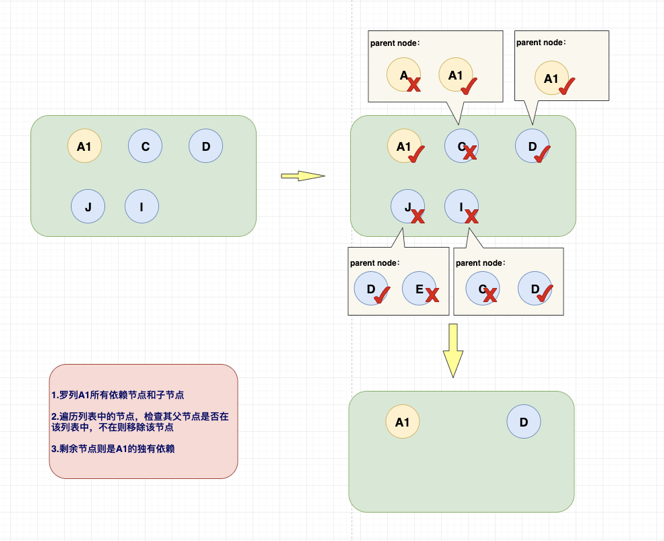 parent node：
A
A1
parent node：
A1
A1
C
D
J
I
A1
C
D
J
I
parent node：
D
E
parent node：
C
D
1.罗列A1所有依赖节点和子节点
2.遍历列表中的节点，检查其父节点是否在
该列表中，不在则移除该节点
3.剩余节点则是A1的独有依赖
A1
D